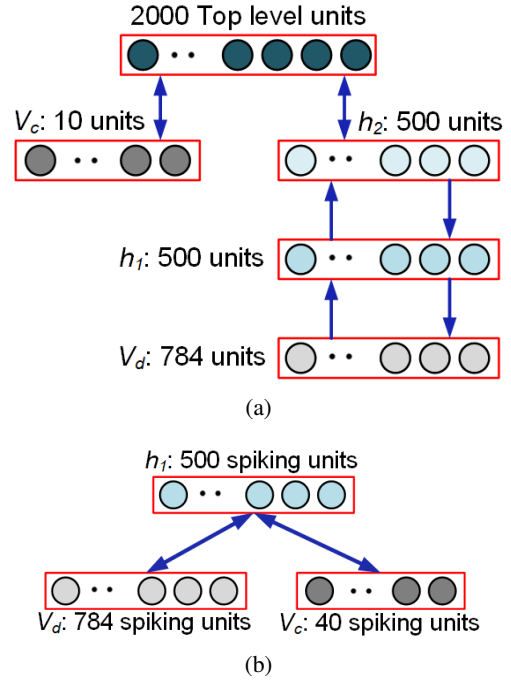 2000 Top level units
V_c: 10 units
h_2: 500 units
h_1: 500 units
V_d: 784 units
(a)
h_1: 500 spiking units
V_d: 784 spiking units
V_c: 40 spiking units
(b)